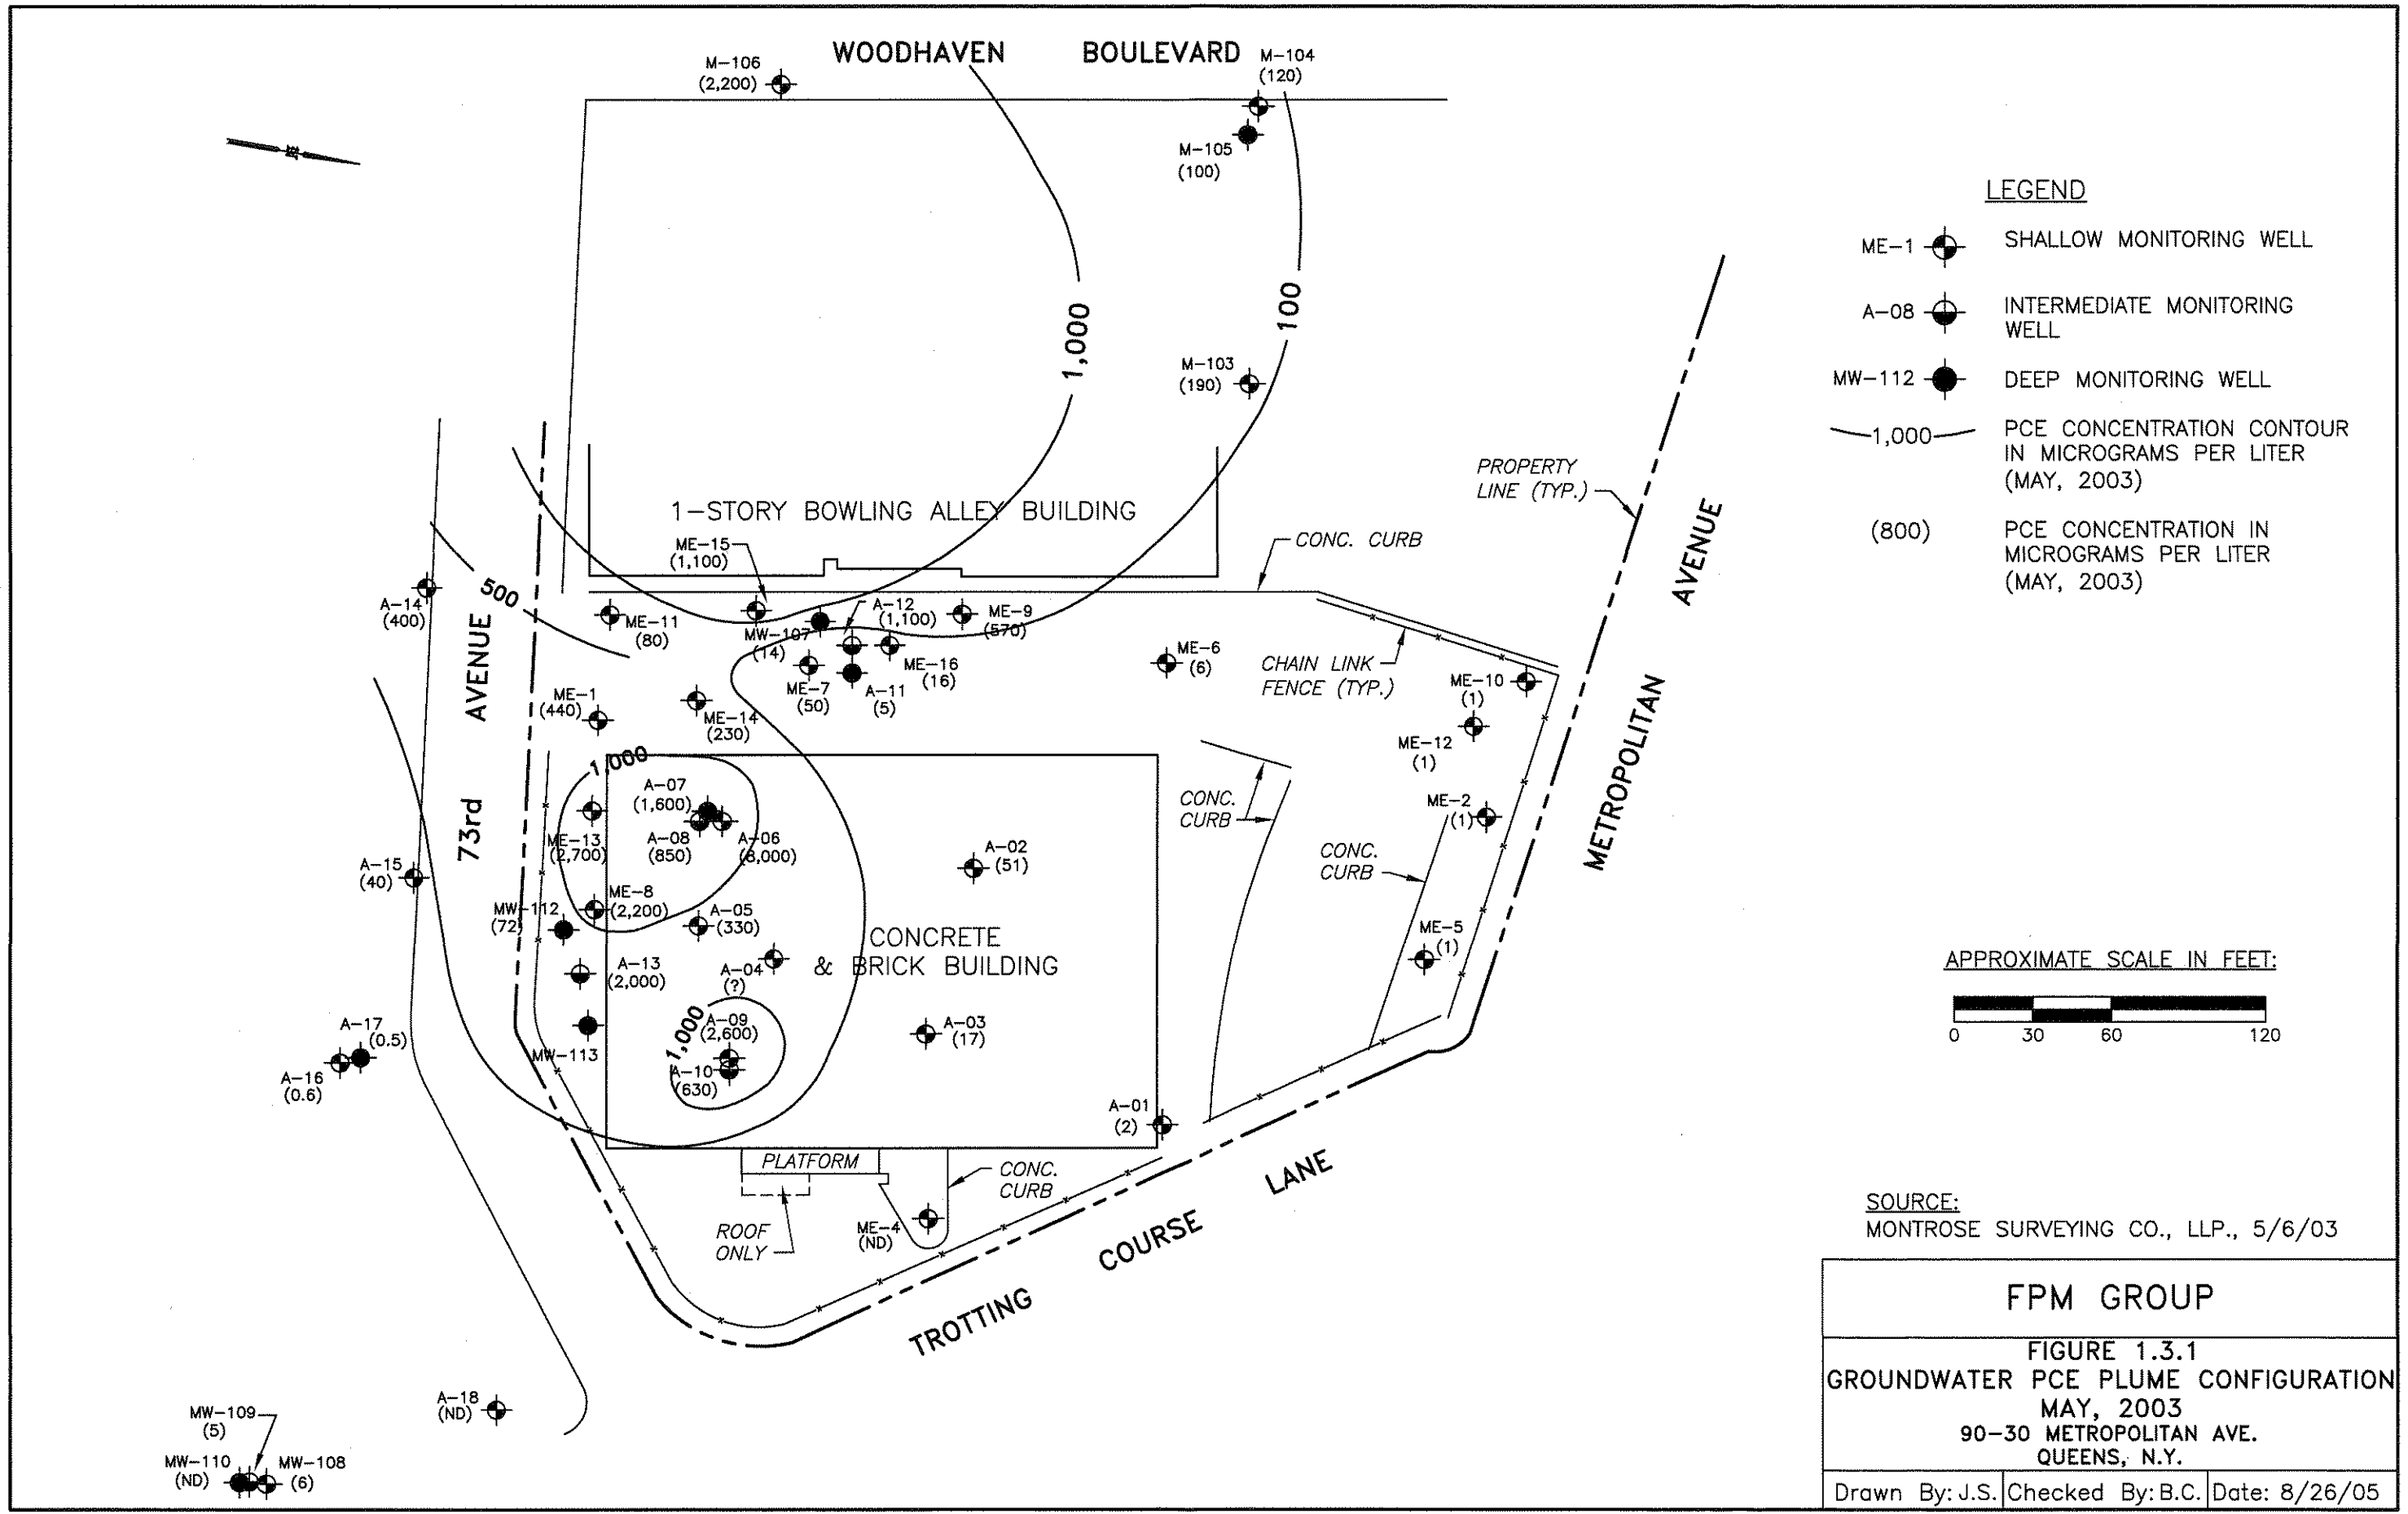 WOODHAVEN BOULEVARD
M-106
(2,200)
M-104
(120)
M-105
(100)
1,000
100
M-103
(190)
LEGEND
ME-1
SHALLOW MONITORING WELL
A-08
INTERMEDIATE MONITORING
WELL
MW-112
DEEP MONITORING WELL
1,000
PCE CONCENTRATION CONTOUR
IN MICROGRAMS PER LITER
(MAY, 2003)
(800)
PCE CONCENTRATION IN
MICROGRAMS PER LITER
(MAY, 2003)
PROPERTY
LINE (TYP.)
1-STORY BOWLING ALLEY BUILDING
CONC. CURB
ME-15
(1,100)
500
A-14
(400)
ME-11
(80)
MW-107
(14)
A-12
(1,100)
ME-9
(570)
ME-16
(16)
ME-7
(50)
A-11
(5)
ME-6
(6)
CHAIN LINK
FENCE (TYP.)
ME-10
(1)
ME-12
(1)
ME-2
(1)
ME-5
(1)
METROPOLITAN AVENUE
73rd AVENUE
ME-1
(440)
ME-14
(230)
1,000
A-07
(1,600)
A-08
(850)
A-06
(8,000)
ME-13
(2,700)
A-15
(40)
ME-8
(2,200)
MW-112
(72)
A-05
(330)
A-02
(51)
CONC.
CURB
CONC.
CURB
CONCRETE
& BRICK BUILDING
A-13
(2,000)
A-04
(?)
1,000
A-09
(2,600)
A-10
(630)
A-03
(17)
MW-113
A-17
(0.5)
A-16
(0.6)
A-01
(2)
PLATFORM
CONC.
CURB
ROOF
ONLY
ME-4
(ND)
TROTTING COURSE LANE
A-18
(ND)
MW-109
(5)
MW-110
(ND)
MW-108
(6)
APPROXIMATE SCALE IN FEET:
0 30 60 120
SOURCE:
MONTROSE SURVEYING CO., LLP., 5/6/03
FPM GROUP
FIGURE 1.3.1
GROUNDWATER PCE PLUME CONFIGURATION
MAY, 2003
90-30 METROPOLITAN AVE.
QUEENS, N.Y.
Drawn By: J.S. Checked By: B.C. Date: 8/26/05